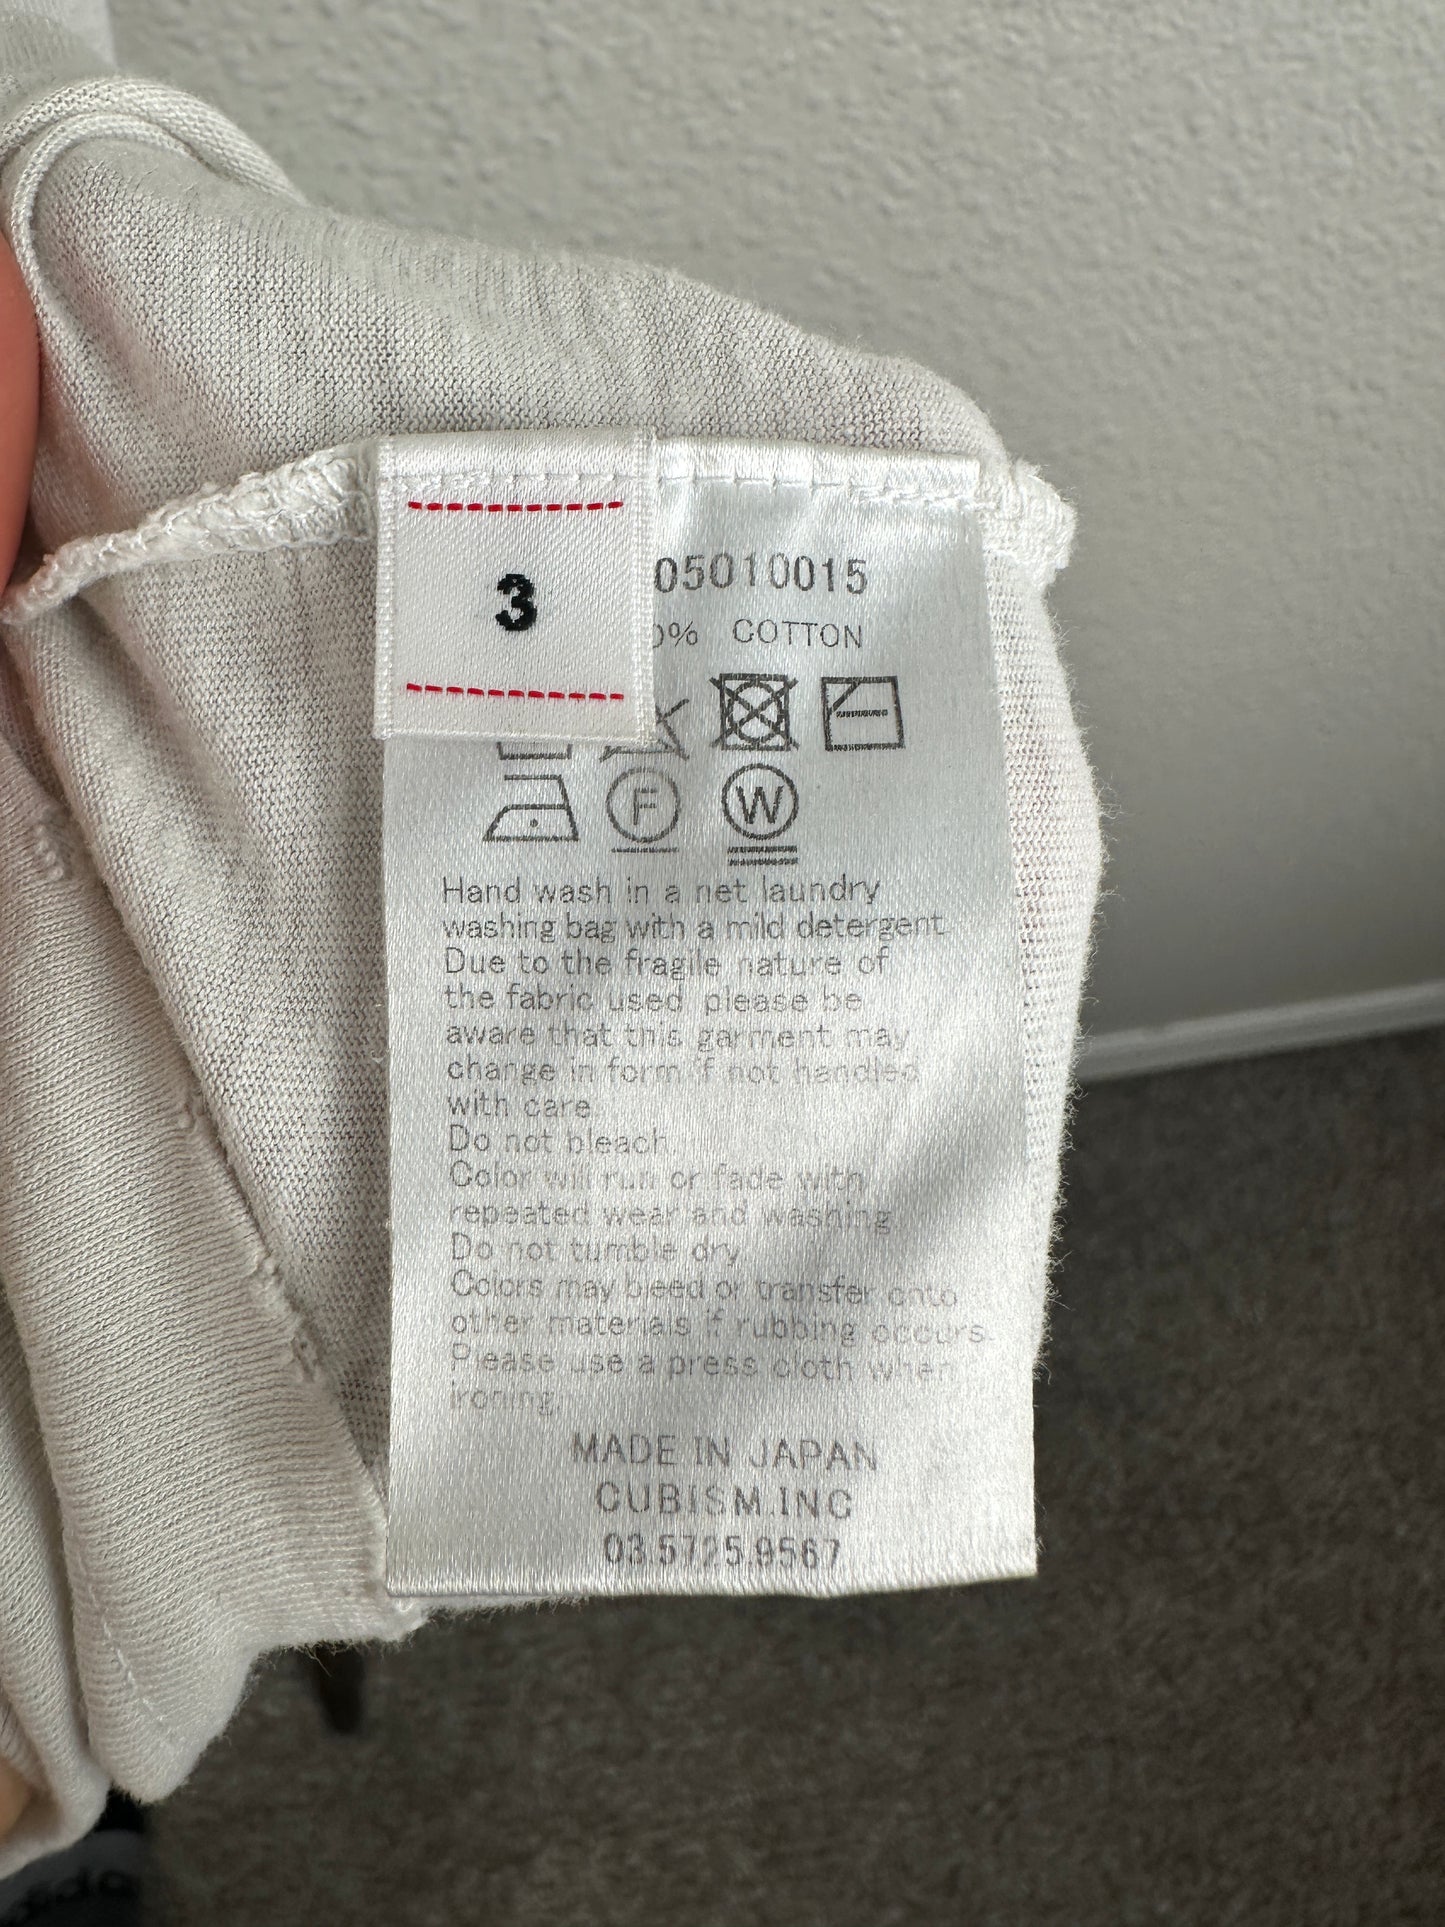 3
05010015
0% COTTON
F
W
Hand wash in a net laundry
washing bag with a mild detergent.
Due to the fragile nature of
the fabric used, please be
aware that this garment may
change in form if not handled
with care.
Do not bleach.
Color will run or fade with
repeated wear and washing.
Do not tumble dry.
Colors may bleed or transfer onto
other materials if rubbing occurs.
Please use a press cloth when
ironing.
MADE IN JAPAN
CUBISM.INC
03.5725.9567